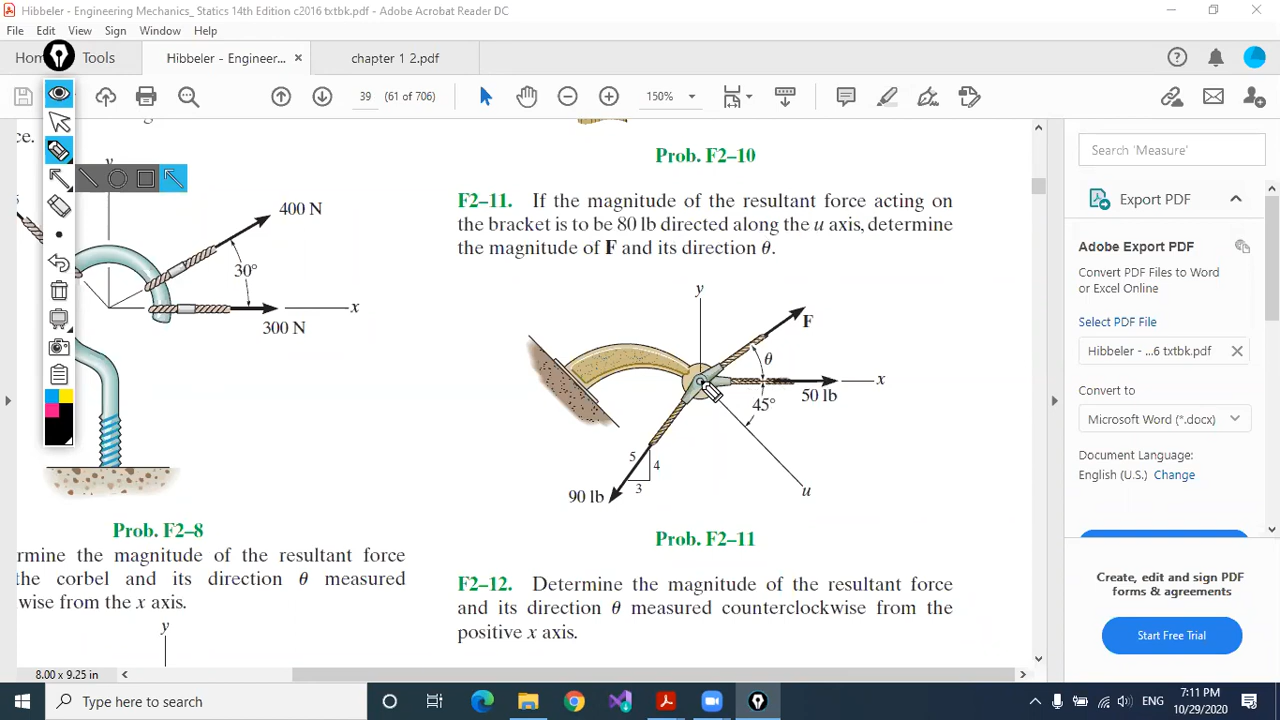 Hibbeler - Engineering Mechanics_ Statics 14th Edition c2016 txtbk.pdf - Adobe Acrobat Reader DC
File Edit View Sign Window Help
Hom Tools Hibbeler - Engineer... × chapter 1 2.pdf
39 (61 of 706) 150%
ce.
y
400 N
30°
x
300 N
Prob. F2–8
rmine the magnitude of the resultant force
the corbel and its direction θ measured
wise from the x axis.
y
Prob. F2–10
F2–11. If the magnitude of the resultant force acting on
the bracket is to be 80 lb directed along the u axis, determine
the magnitude of F and its direction θ.
y
F
θ
x
50 lb
45°
5
4
3
90 lb
u
Prob. F2–11
F2–12. Determine the magnitude of the resultant force
and its direction θ measured counterclockwise from the
positive x axis.
8.00 x 9.25 in
Search 'Measure'
Export PDF
Adobe Export PDF
Convert PDF Files to Word
or Excel Online
Select PDF File
Hibbeler - ...6 txtbk.pdf
Convert to
Microsoft Word (*.docx)
Document Language:
English (U.S.) Change
Create, edit and sign PDF
forms & agreements
Start Free Trial
Type here to search
ENG
7:11 PM
10/29/2020